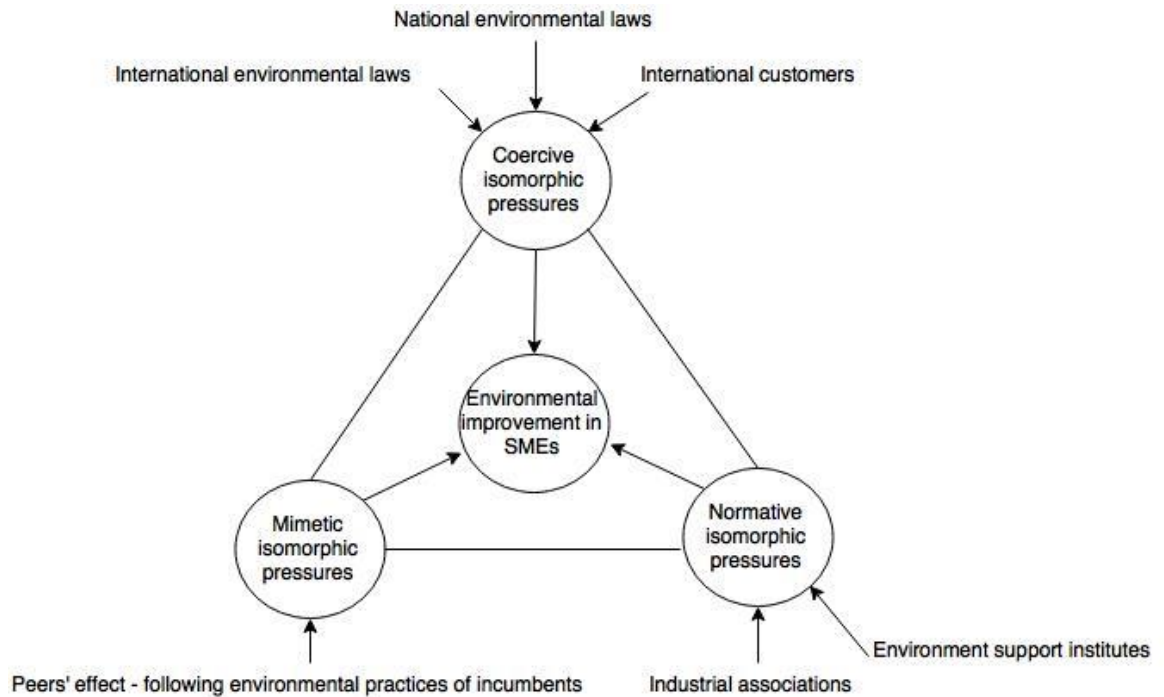 National environmental laws
International environmental laws
International customers
Coercive
isomorphic
pressures
Environmental
improvement in
SMEs
Mimetic
isomorphic
pressures
Normative
isomorphic
pressures
Environment support institutes
Peers' effect - following environmental practices of incumbents
Industrial associations